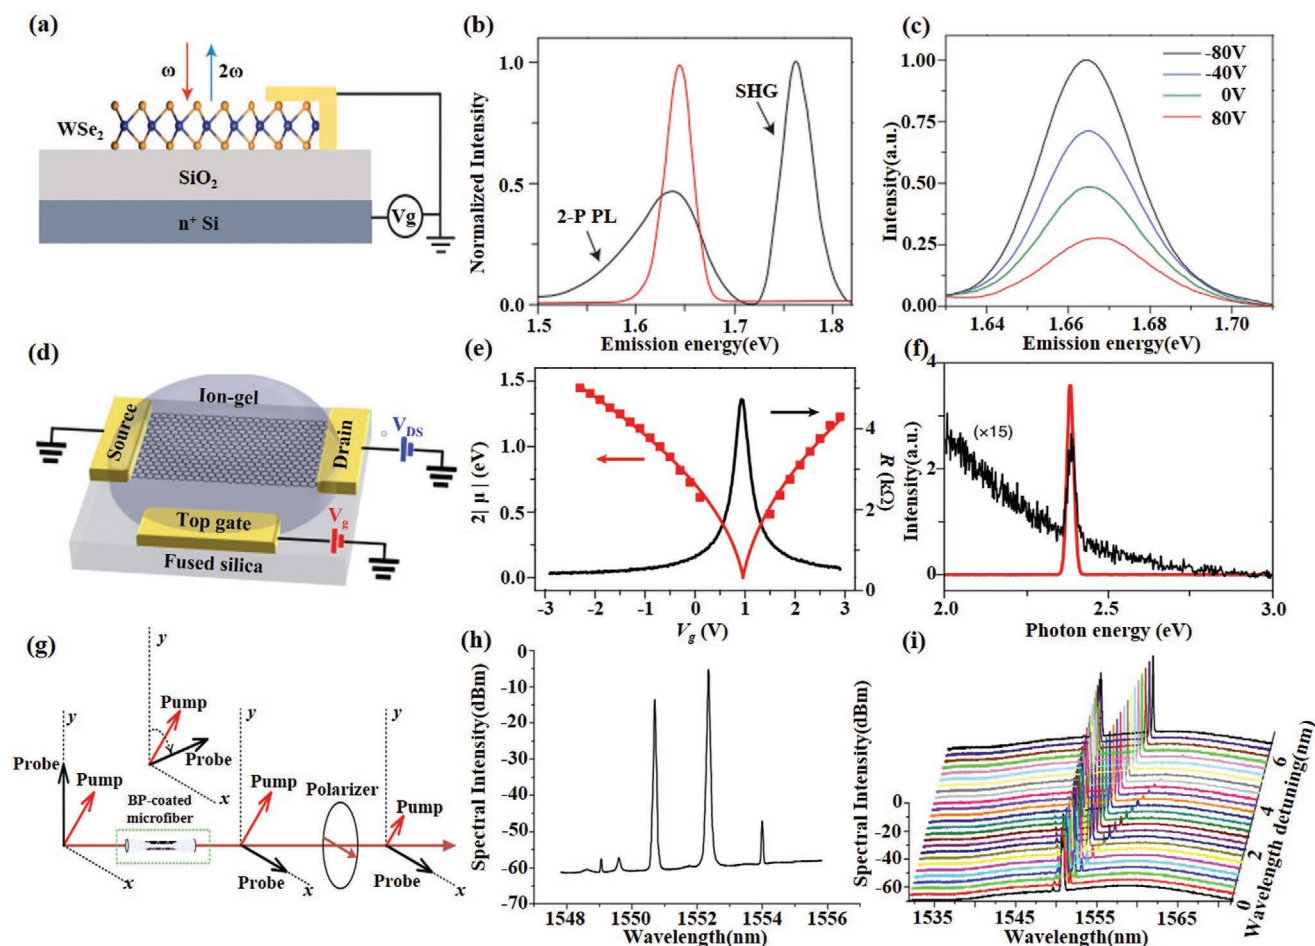 (a)
ω
2ω
WSe2
SiO2
n+ Si
Vg
(b)
Normalized Intensity
1.0
0.5
0.0
2-P PL
SHG
1.5
1.6
1.7
1.8
Emission energy(eV)
(c)
Intensity(a.u.)
1.00
0.75
0.50
0.25
0.00
-80V
-40V
0V
80V
1.64
1.66
1.68
1.70
Emission energy(eV)
(d)
Ion-gel
Source
Drain
VDS
Top gate
Vg
Fused silica
(e)
2| μ | (eV)
1.5
1.0
0.5
0.0
R (kΩ)
4
2
0
-3
-2
-1
0
1
2
3
Vg (V)
(f)
Intensity(a.u.)
4
2
0
(×15)
2.0
2.5
3.0
Photon energy (eV)
(g)
y
Pump
Probe
x
y
Probe
Pump
BP-coated
microfiber
x
y
Pump
Probe
x
Polarizer
y
Pump
Probe
x
(h)
Spectral Intensity(dBm)
0
-10
-20
-30
-40
-50
-60
-70
1548
1550
1552
1554
1556
Wavelength(nm)
(i)
Spectral Intensity(dBm)
0
-20
-40
-60
1535
1545
1555
1565
Wavelength(nm)
0
2
4
6
Wavelength detuning(nm)